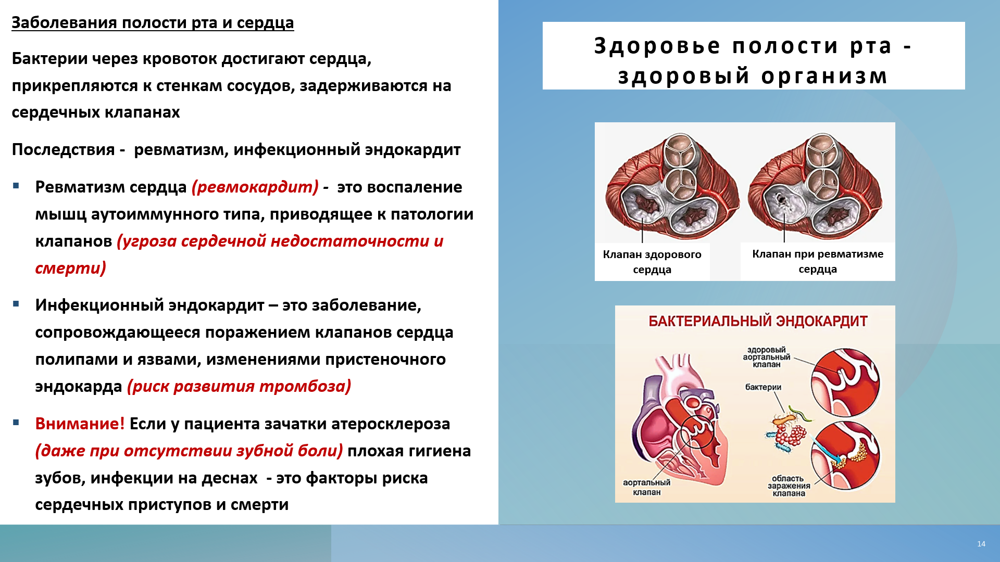 Заболевания полости рта и сердца
Бактерии через кровоток достигают сердца,
прикрепляются к стенкам сосудов, задерживаются на
сердечных клапанах
Последствия -  ревматизм, инфекционный эндокардит
▪ Ревматизм сердца (ревмокардит) -  это воспаление
мышц аутоиммунного типа, приводящее к патологии
клапанов (угроза сердечной недостаточности и
смерти)
▪ Инфекционный эндокардит – это заболевание,
сопровождающееся поражением клапанов сердца
полипами и язвами, изменениями пристеночного
эндокарда (риск развития тромбоза)
▪ Внимание! Если у пациента зачатки атеросклероза
(даже при отсутствии зубной боли) плохая гигиена
зубов, инфекции на деснах  - это факторы риска
сердечных приступов и смерти
Здоровье полости рта -
здоровый организм
Клапан здорового
сердца
Клапан при ревматизме
сердца
БАКТЕРИАЛЬНЫЙ ЭНДОКАРДИТ
здоровый
аортальный
клапан
бактерии
аортальный
клапан
область
заражения
клапана
14